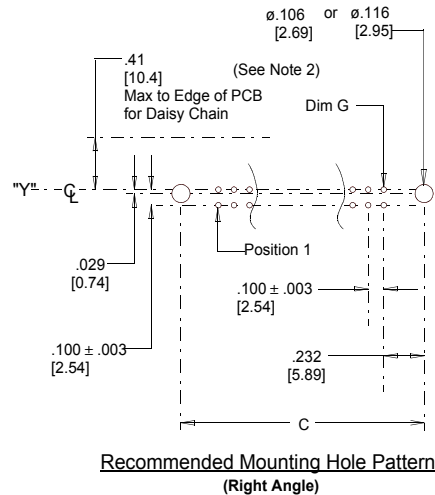 ø.106 or ø.116
[2.69] [2.95]
.41
[10.4]
Max to Edge of PCB
for Daisy Chain
(See Note 2)
Dim G
"Y" CL
Position 1
.029
[0.74]
.100 ± .003
[2.54]
.100 ± .003
[2.54]
.232
[5.89]
C
Recommended Mounting Hole Pattern
(Right Angle)